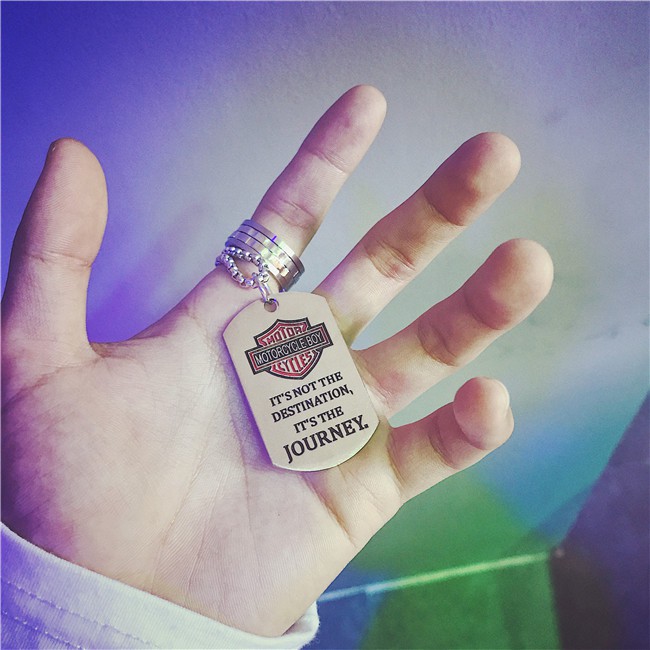 MOTOR
MOTORCYCLE BOY
CYCLES
IT'S NOT THE
DESTINATION,
IT'S THE
JOURNEY.